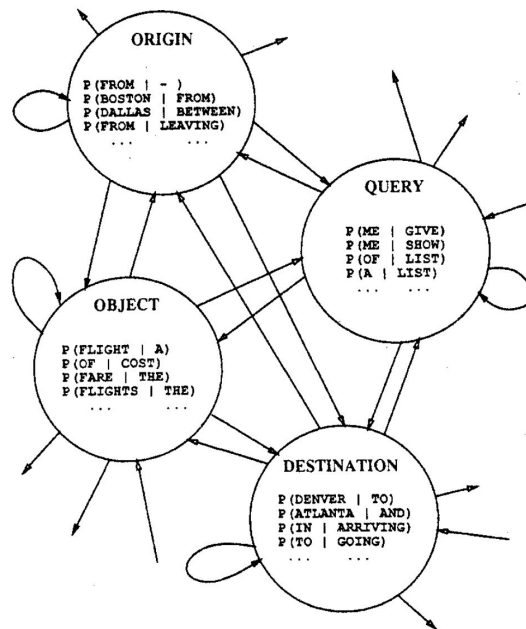 ORIGIN
P(FROM | - )
P(BOSTON | FROM)
P(DALLAS | BETWEEN)
P(FROM | LEAVING)
... ...
QUERY
P(ME | GIVE)
P(ME | SHOW)
P(OF | LIST)
P(A | LIST)
... ...
OBJECT
P(FLIGHT | A)
P(OF | COST)
P(FARE | THE)
P(FLIGHTS | THE)
... ...
DESTINATION
P(DENVER | TO)
P(ATLANTA | AND)
P(IN | ARRIVING)
P(TO | GOING)
... ...